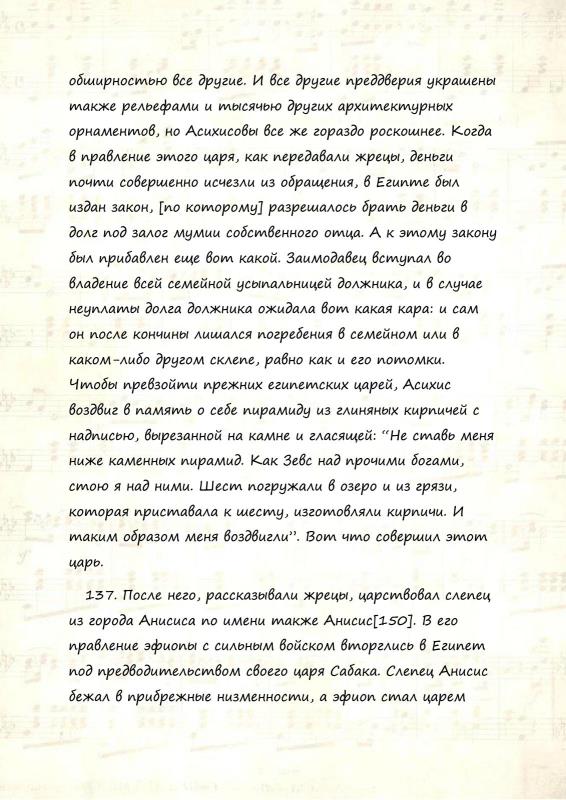 обширностью все другие. И все другие преддверия украшены
также рельефами и тысячью других архитектурных
орнаментов, но Асихисовы все же гораздо роскошнее. Когда
в правление этого царя, как передавали жрецы, деньги
почти совершенно исчезли из обращения, в Египте был
издан закон, [по которому] разрешалось брать деньги в
долг под залог мумии собственного отца. А к этому закону
был прибавлен еще вот какой. Заимодавец вступал во
владение всей семейной усыпальницей должника, и в случае
неуплаты долга должника ожидала вот какая кара: и сам
он после кончины лишался погребения в семейном или в
каком-либо другом склепе, равно как и его потомки.
Чтобы превзойти прежних египетских царей, Асихис
воздвиг в память о себе пирамиду из глиняных кирпичей с
надписью, вырезанной на камне и гласящей: “Не ставь меня
ниже каменных пирамид. Как Зевс над прочими богами,
стою я над ними. Шест погружали в озеро и из грязи,
которая приставала к шесту, изготовляли кирпичи. И
таким образом меня воздвигли”. Вот что совершил этот
царь.
137. После него, рассказывали жрецы, царствовал слепец
из города Анисиса по имени также Анисис[150]. В его
правление эфиопы с сильным войском вторглись в Египет
под предводительством своего царя Сабака. Слепец Анисис
бежал в прибрежные низменности, а эфиоп стал царем